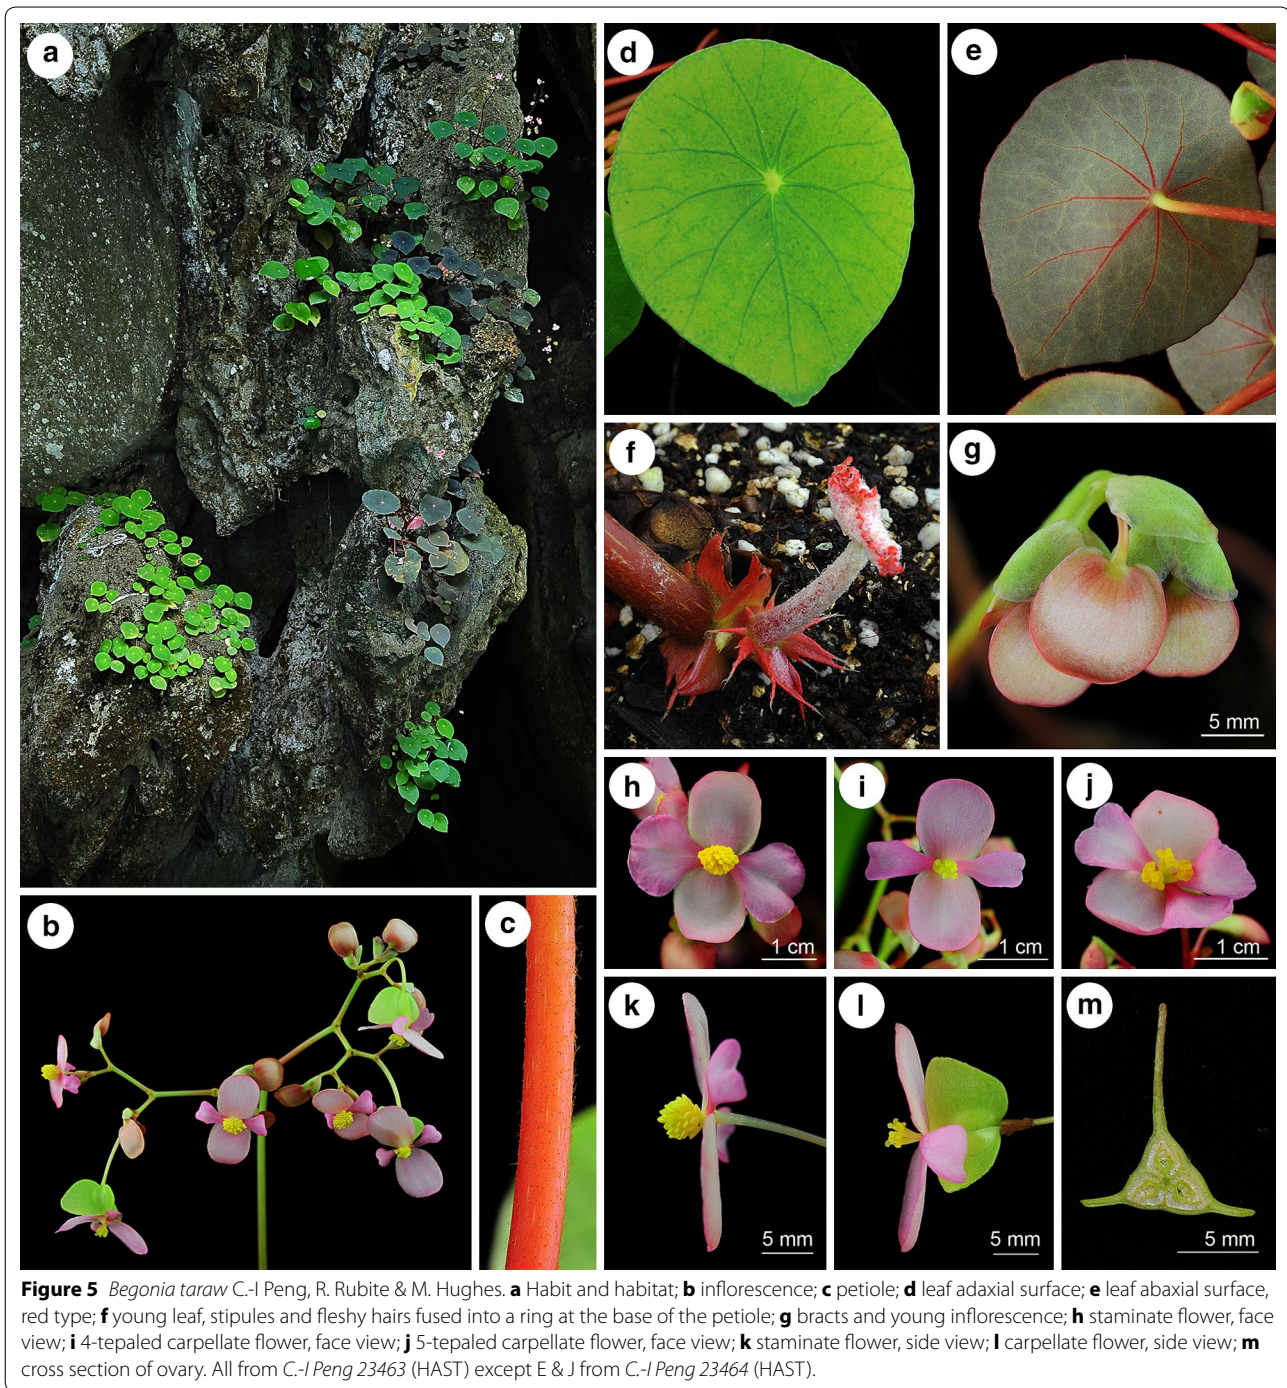 a
d
e
f
g
5 mm
h
1 cm
i
1 cm
j
1 cm
b
c
k
5 mm
l
5 mm
m
5 mm
Figure 5 Begonia taraw C.-I Peng, R. Rubite & M. Hughes. a Habit and habitat; b inflorescence; c petiole; d leaf adaxial surface; e leaf abaxial surface,
red type; f young leaf, stipules and fleshy hairs fused into a ring at the base of the petiole; g bracts and young inflorescence; h staminate flower, face
view; i 4-tepaled carpellate flower, face view; j 5-tepaled carpellate flower, face view; k staminate flower, side view; l carpellate flower, side view; m
cross section of ovary. All from C.-I Peng 23463 (HAST) except E & J from C.-I Peng 23464 (HAST).